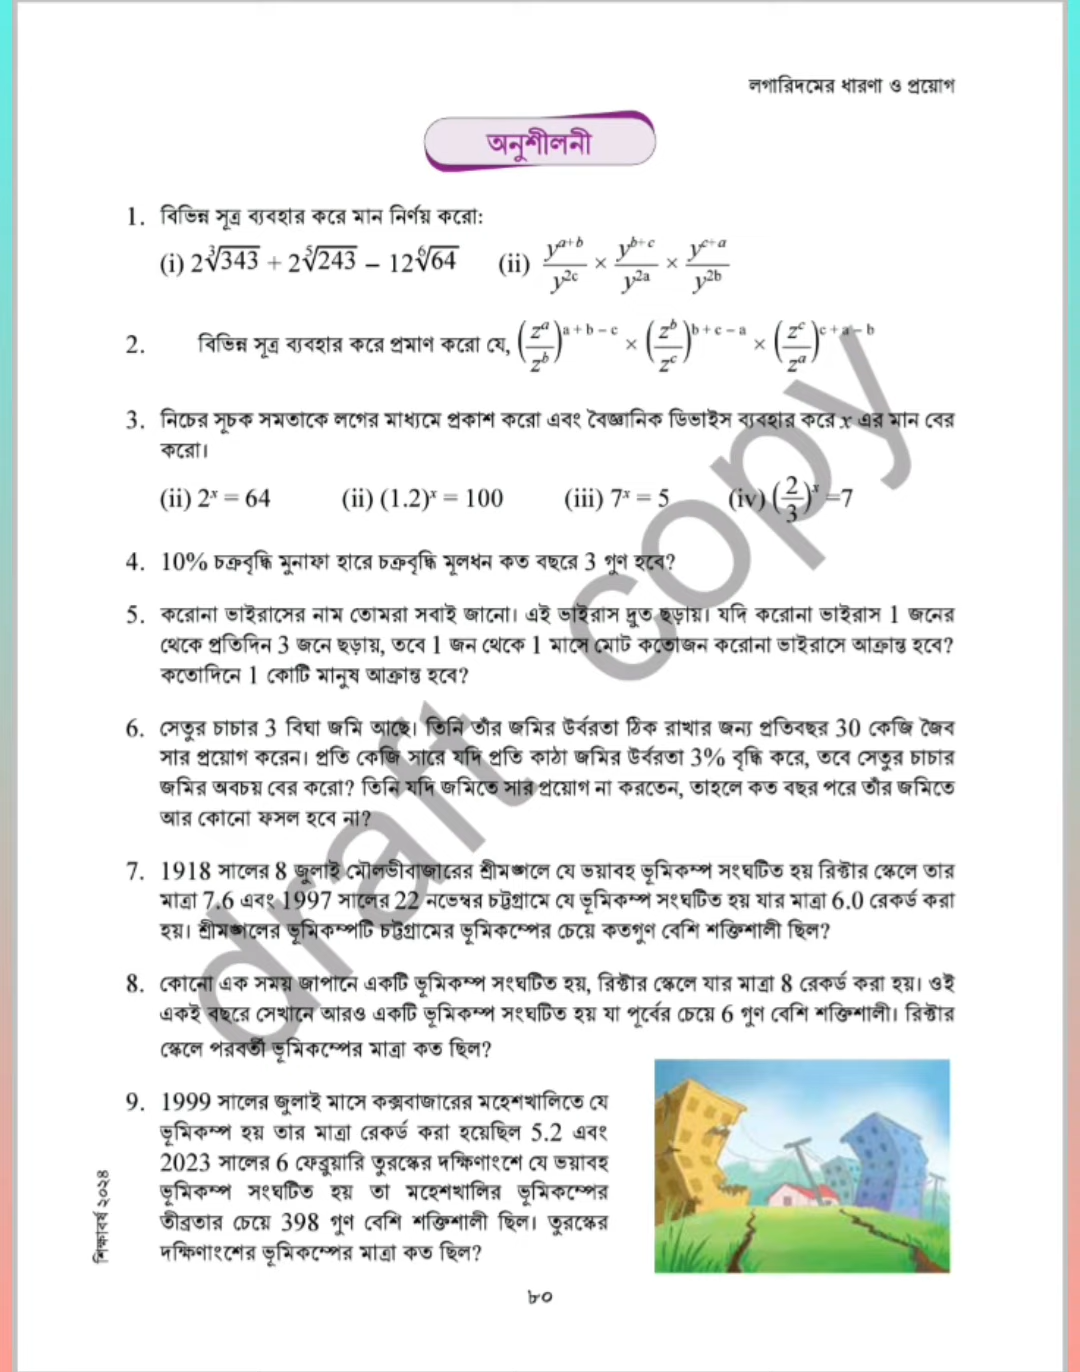 লগারিদমের ধারণা ও প্রয়োগ
অনুশীলনী
1. বিভিন্ন সূত্র ব্যবহার করে মান নির্ণয় করো:
(i) 2∛343 + 2⁵√243 – 12⁶√64 (ii) y^(a+b)/y^(2c) × y^(b+c)/y^(2a) × y^(c+a)/y^(2b)
2. বিভিন্ন সূত্র ব্যবহার করে প্রমাণ করো যে, (z^a/z^b)^(a + b – c) × (z^b/z^c)^(b + c – a) × (z^c/z^a)^(c + a – b)
3. নিচের সূচক সমতাকে লগের মাধ্যমে প্রকাশ করো এবং বৈজ্ঞানিক ডিভাইস ব্যবহার করে x এর মান বের
করো।
(ii) 2^x = 64 (ii) (1.2)^x = 100 (iii) 7^x = 5 (iv) (2/3)^x =7
4. 10% চক্রবৃদ্ধি মুনাফা হারে চক্রবৃদ্ধি মূলধন কত বছরে 3 গুণ হবে?
5. করোনা ভাইরাসের নাম তোমরা সবাই জানো। এই ভাইরাস দ্রুত ছড়ায়। যদি করোনা ভাইরাস 1 জনের
থেকে প্রতিদিন 3 জনে ছড়ায়, তবে 1 জন থেকে 1 মাসে মোট কতোজন করোনা ভাইরাসে আক্রান্ত হবে?
কতোদিনে 1 কোটি মানুষ আক্রান্ত হবে?
6. সেতুর চাচার 3 বিঘা জমি আছে। তিনি তাঁর জমির উর্বরতা ঠিক রাখার জন্য প্রতিবছর 30 কেজি জৈব
সার প্রয়োগ করেন। প্রতি কেজি সারে যদি প্রতি কাঠা জমির উর্বরতা 3% বৃদ্ধি করে, তবে সেতুর চাচার
জমির অবচয় বের করো? তিনি যদি জমিতে সার প্রয়োগ না করতেন, তাহলে কত বছর পরে তাঁর জমিতে
আর কোনো ফসল হবে না?
7. 1918 সালের 8 জুলাই মৌলভীবাজারের শ্রীমঙ্গলে যে ভয়াবহ ভূমিকম্প সংঘটিত হয় রিক্টার স্কেলে তার
মাত্রা 7.6 এবং 1997 সালের 22 নভেম্বর চট্টগ্রামে যে ভূমিকম্প সংঘটিত হয় যার মাত্রা 6.0 রেকর্ড করা
হয়। শ্রীমঙ্গলের ভূমিকম্পটি চট্টগ্রামের ভূমিকম্পের চেয়ে কতগুণ বেশি শক্তিশালী ছিল?
8. কোনো এক সময় জাপানে একটি ভূমিকম্প সংঘটিত হয়, রিক্টার স্কেলে যার মাত্রা 8 রেকর্ড করা হয়। ওই
একই বছরে সেখানে আরও একটি ভূমিকম্প সংঘটিত হয় যা পূর্বের চেয়ে 6 গুণ বেশি শক্তিশালী। রিক্টার
স্কেলে পরবর্তী ভূমিকম্পের মাত্রা কত ছিল?
9. 1999 সালের জুলাই মাসে কক্সবাজারের মহেশখালিতে যে
ভূমিকম্প হয় তার মাত্রা রেকর্ড করা হয়েছিল 5.2 এবং
2023 সালের 6 ফেব্রুয়ারি তুরস্কের দক্ষিণাংশে যে ভয়াবহ
ভূমিকম্প সংঘটিত হয় তা মহেশখালির ভূমিকম্পের
তীব্রতার চেয়ে 398 গুণ বেশি শক্তিশালী ছিল। তুরস্কের
দক্ষিণাংশের ভূমিকম্পের মাত্রা কত ছিল?
শিক্ষাবর্ষ ২০২৪
৮০
draft copy